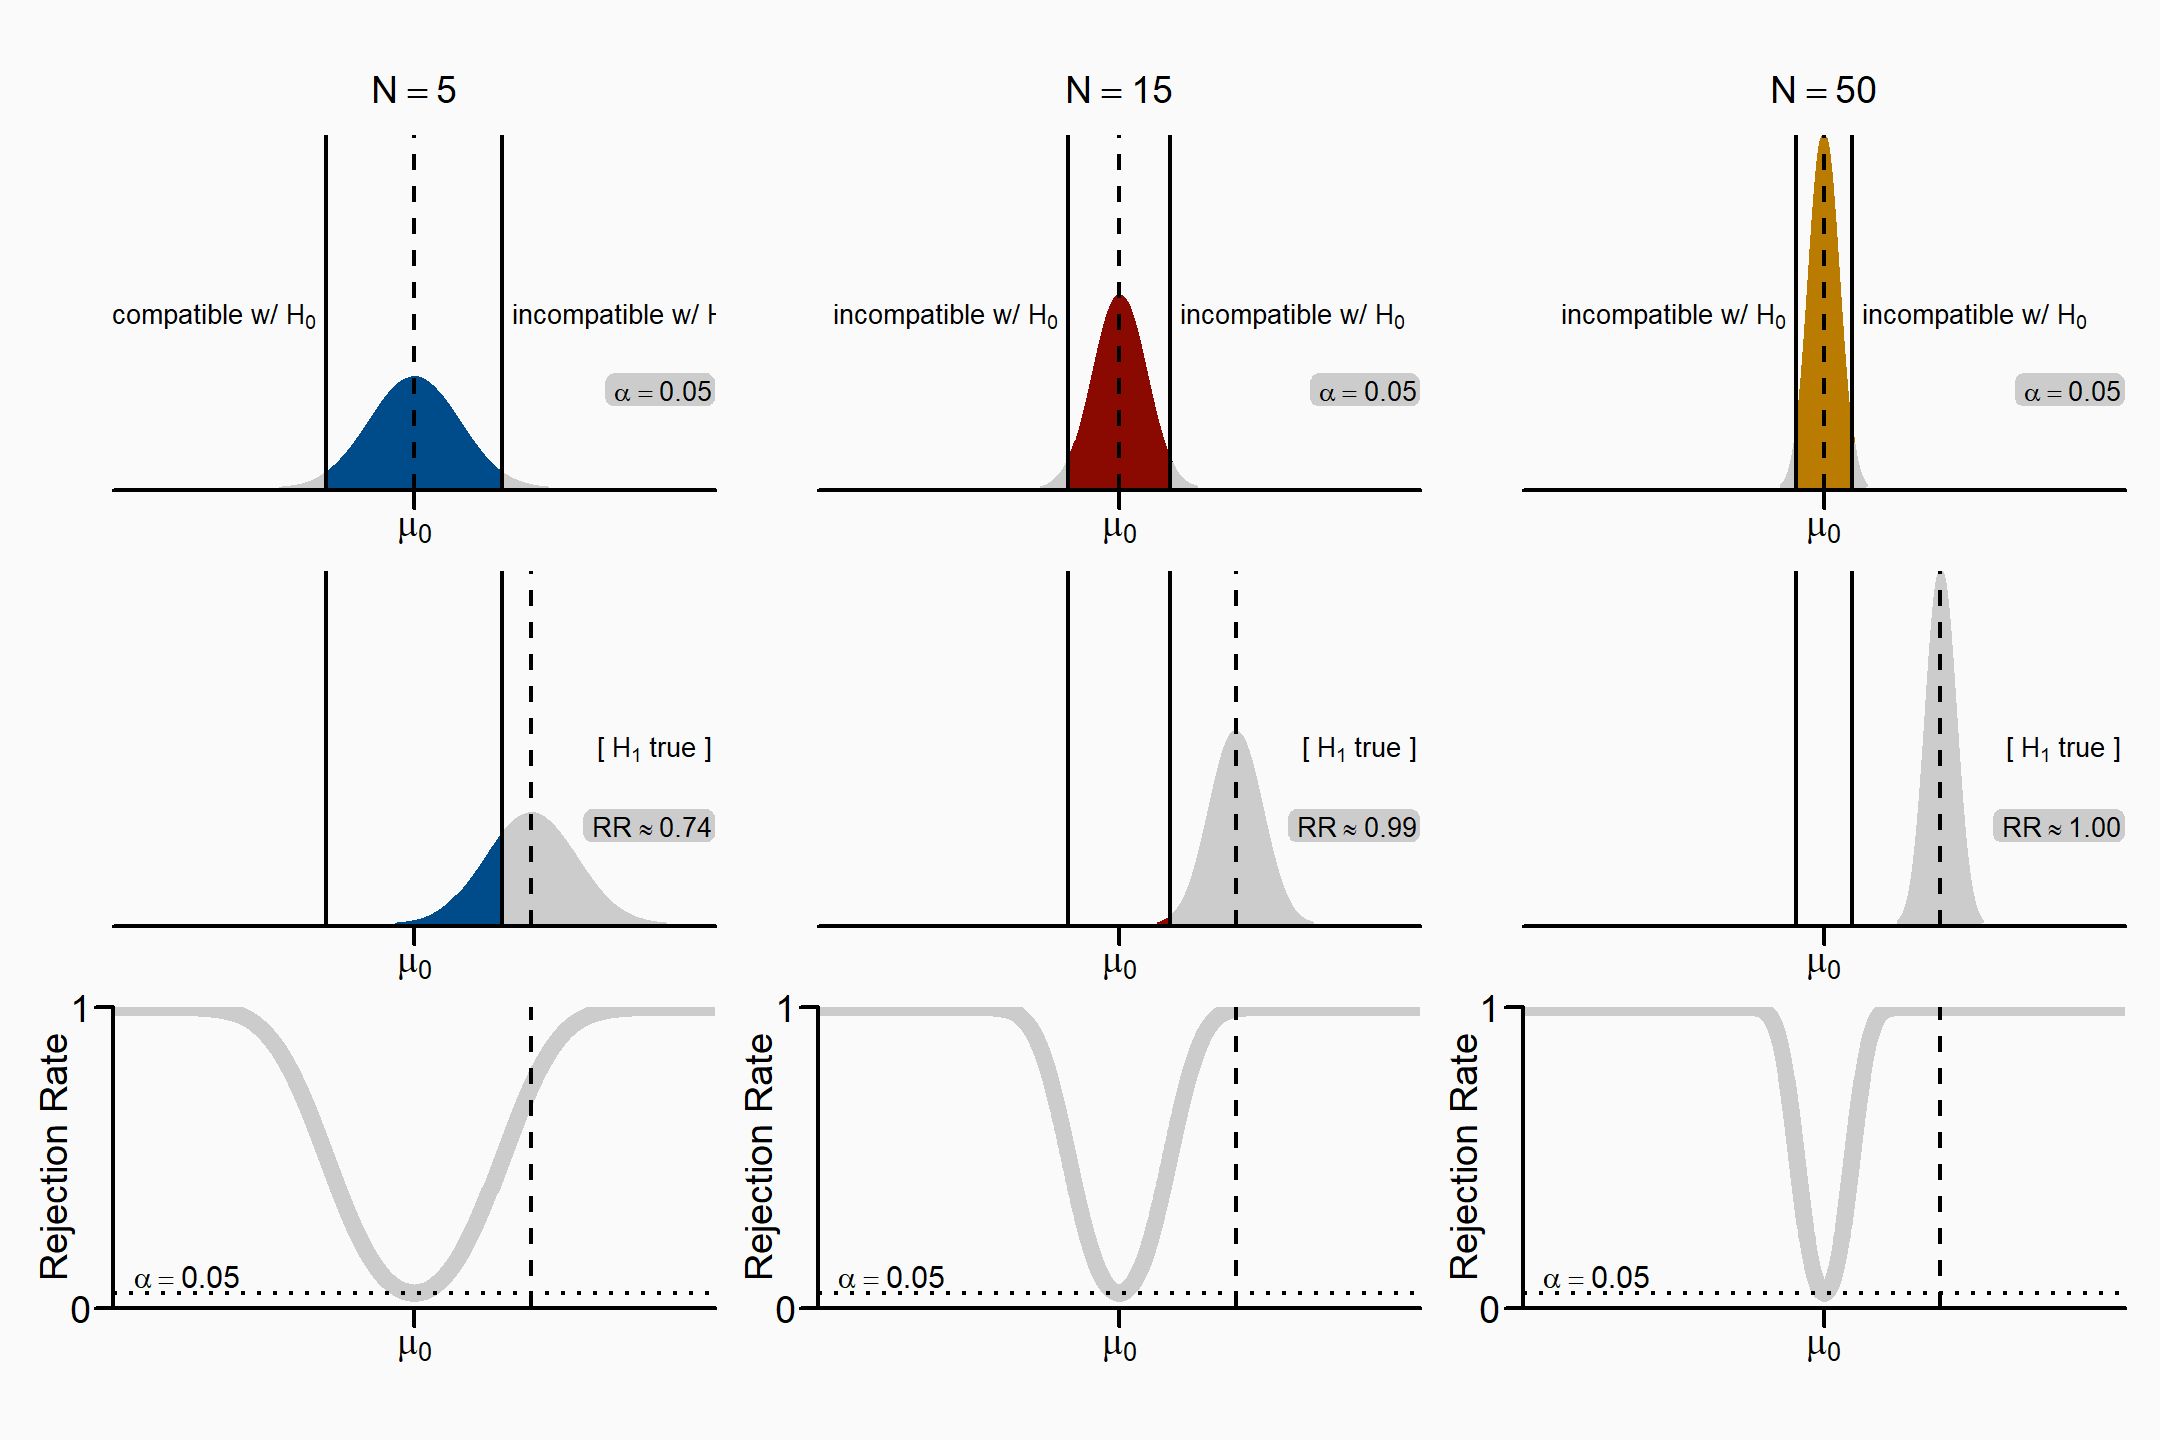 N = 5
N = 15
N = 50
compatible w/ H₀
incompatible w/ H
incompatible w/ H₀
incompatible w/ H₀
incompatible w/ H₀
incompatible w/ H₀
α = 0.05
α = 0.05
α = 0.05
μ₀
μ₀
μ₀
[ H₁ true ]
[ H₁ true ]
[ H₁ true ]
RR ≈ 0.74
RR ≈ 0.99
RR ≈ 1.00
μ₀
μ₀
μ₀
1
Rejection Rate
α = 0.05
0
μ₀
1
Rejection Rate
α = 0.05
0
μ₀
1
Rejection Rate
α = 0.05
0
μ₀